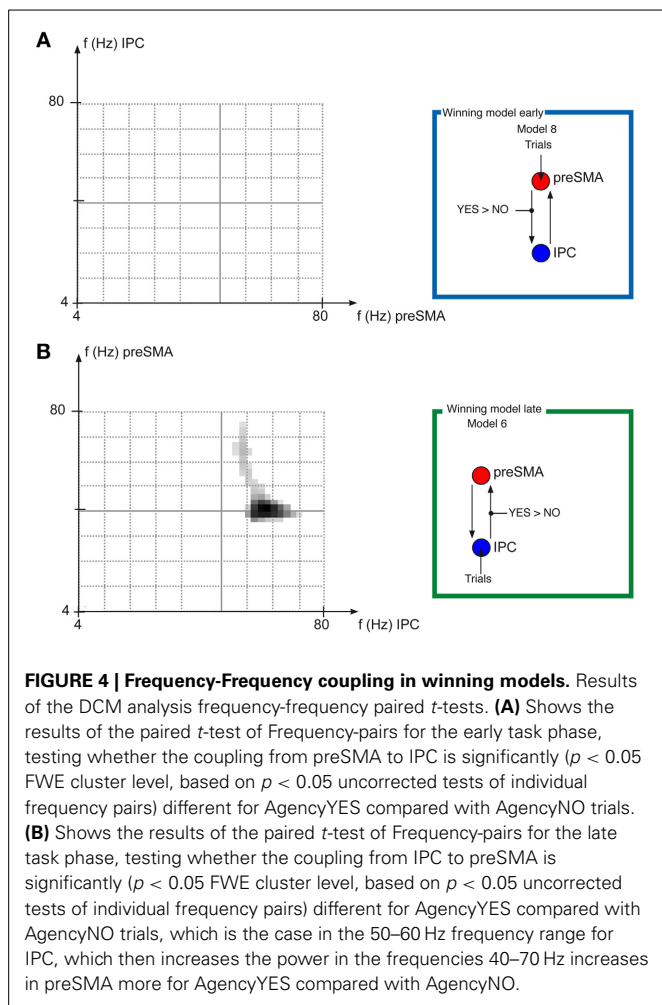 A
f (Hz) IPC
80
4
4
80
f (Hz) preSMA
Winning model early
Model 8
Trials
preSMA
YES > NO
IPC
B
f (Hz) preSMA
80
4
4
80
f (Hz) IPC
Winning model late
Model 6
preSMA
YES > NO
IPC
Trials
FIGURE 4 | Frequency-Frequency coupling in winning models. Results
of the DCM analysis frequency-frequency paired t-tests. (A) Shows the
results of the paired t-test of Frequency-pairs for the early task phase,
testing whether the coupling from preSMA to IPC is significantly (p < 0.05
FWE cluster level, based on p < 0.05 uncorrected tests of individual
frequency pairs) different for AgencyYES compared with AgencyNO trials.
(B) Shows the results of the paired t-test of Frequency-pairs for the late
task phase, testing whether the coupling from IPC to preSMA is
significantly (p < 0.05 FWE cluster level, based on p < 0.05 uncorrected
tests of individual frequency pairs) different for AgencyYES compared with
AgencyNO trials, which is the case in the 50–60 Hz frequency range for
IPC, which then increases the power in the frequencies 40–70 Hz increases
in preSMA more for AgencyYES compared with AgencyNO.